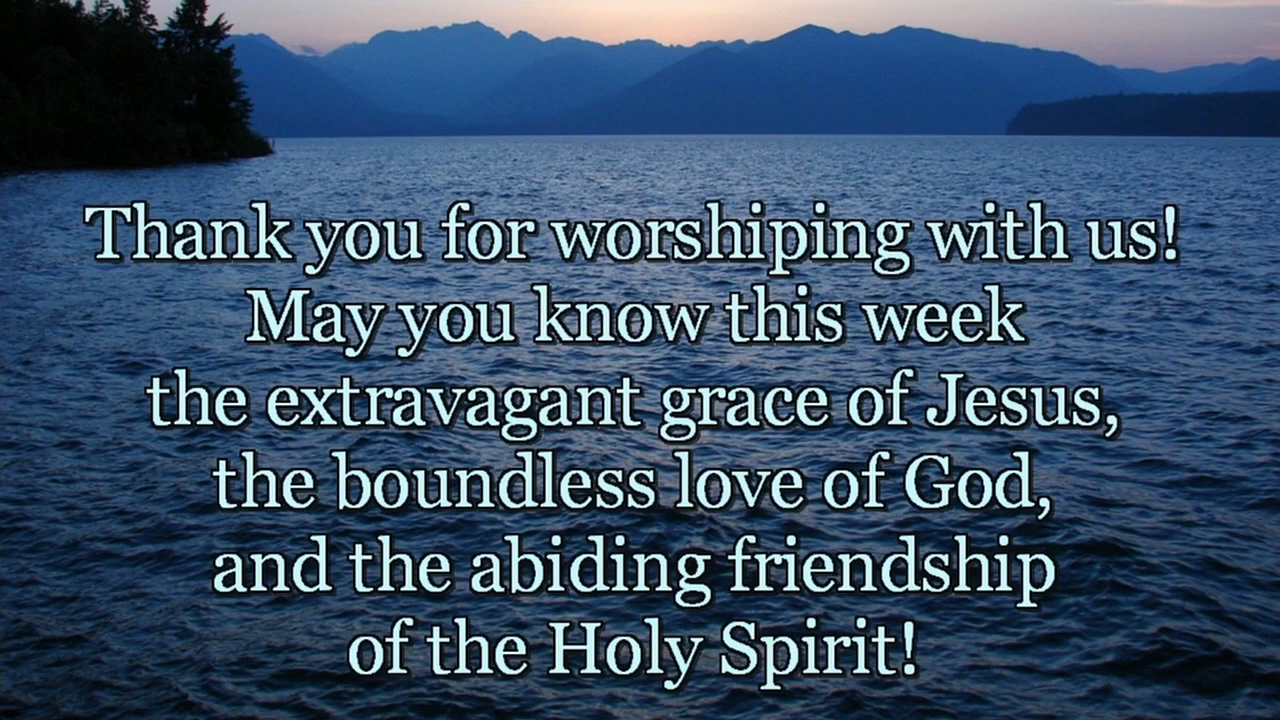 Thank you for worshiping with us!
May you know this week
the extravagant grace of Jesus,
the boundless love of God,
and the abiding friendship
of the Holy Spirit!